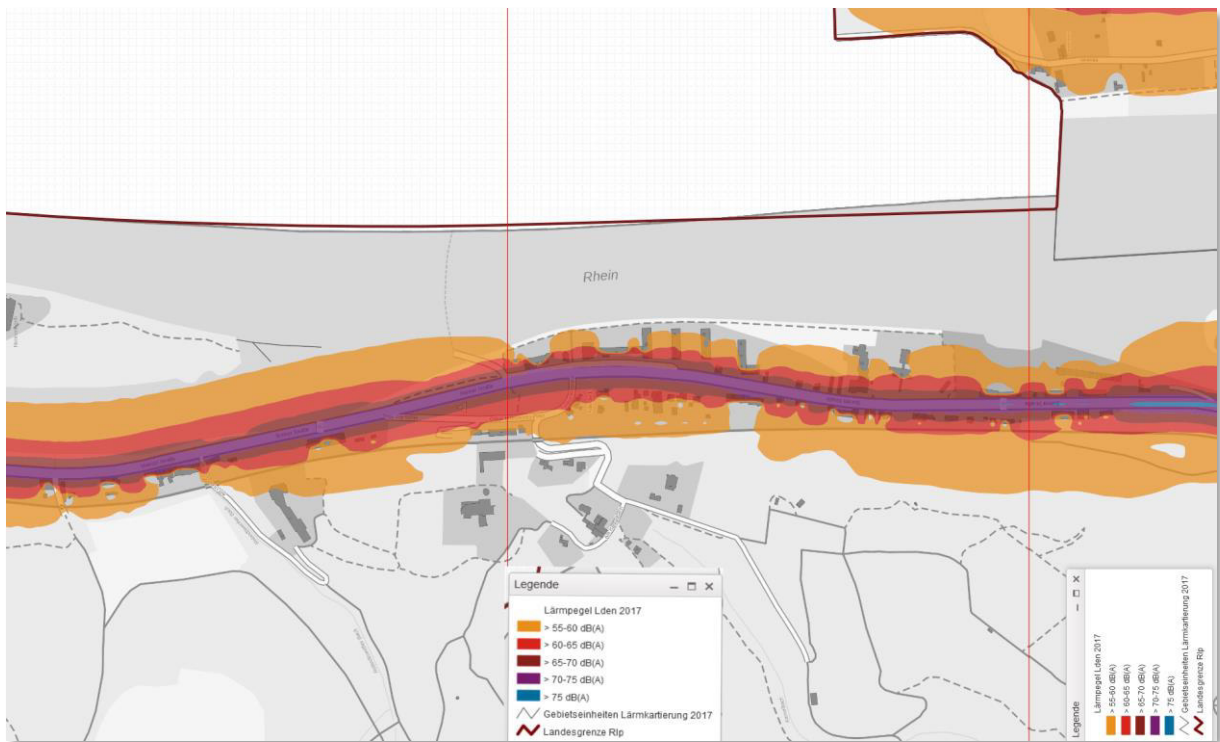 Rhein
Legende
Lärmpegel Lden 2017
> 55-60 dB(A)
> 60-65 dB(A)
> 65-70 dB(A)
> 70-75 dB(A)
> 75 dB(A)
Gebietseinheiten Lärmkartierung 2017
Landesgrenze Rlp
Legende
Lärmpegel Lden 2017
> 55-60 dB(A)
> 60-65 dB(A)
> 65-70 dB(A)
> 70-75 dB(A)
> 75 dB(A)
Gebietseinheiten Lärmkartierung 2017
Landesgrenze Rlp